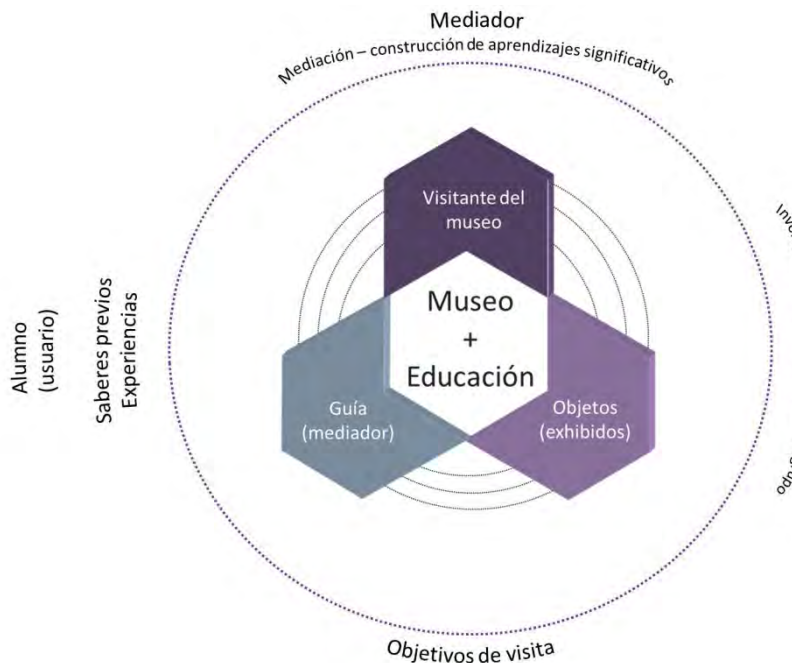 Mediador
Mediación – construcción de aprendizajes significativos
Visitante del
museo
Museo
+
Educación
Guía
(mediador)
Objetos
(exhibidos)
Alumno
(usuario)
Saberes previos
Experiencias
Objetivos de visita